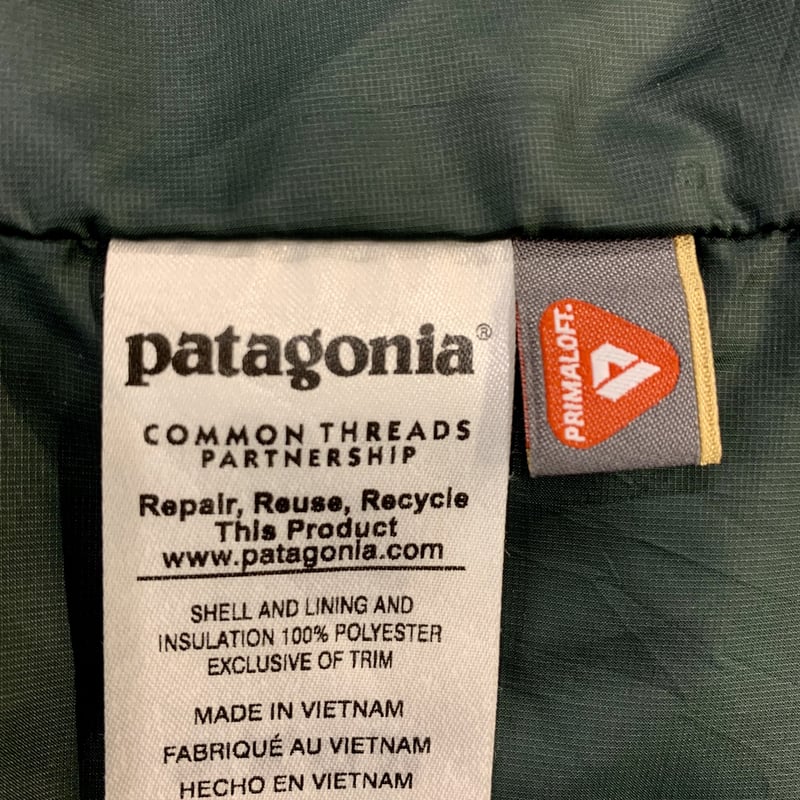 patagonia®
COMMON THREADS
PARTNERSHIP
Repair, Reuse, Recycle
This Product
www.patagonia.com
SHELL AND LINING AND
INSULATION 100% POLYESTER
EXCLUSIVE OF TRIM
MADE IN VIETNAM
FABRIQUÉ AU VIETNAM
HECHO EN VIETNAM
PRIMALOFT.